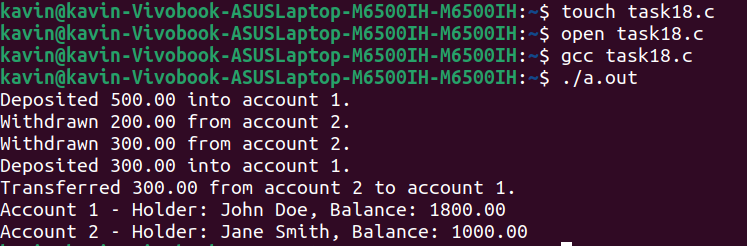 kavin@kavin-Vivobook-ASUSLaptop-M6500IH-M6500IH:~$ touch task18.c
kavin@kavin-Vivobook-ASUSLaptop-M6500IH-M6500IH:~$ open task18.c
kavin@kavin-Vivobook-ASUSLaptop-M6500IH-M6500IH:~$ gcc task18.c
kavin@kavin-Vivobook-ASUSLaptop-M6500IH-M6500IH:~$ ./a.out
Deposited 500.00 into account 1.
Withdrawn 200.00 from account 2.
Withdrawn 300.00 from account 2.
Deposited 300.00 into account 1.
Transferred 300.00 from account 2 to account 1.
Account 1 - Holder: John Doe, Balance: 1800.00
Account 2 - Holder: Jane Smith, Balance: 1000.00